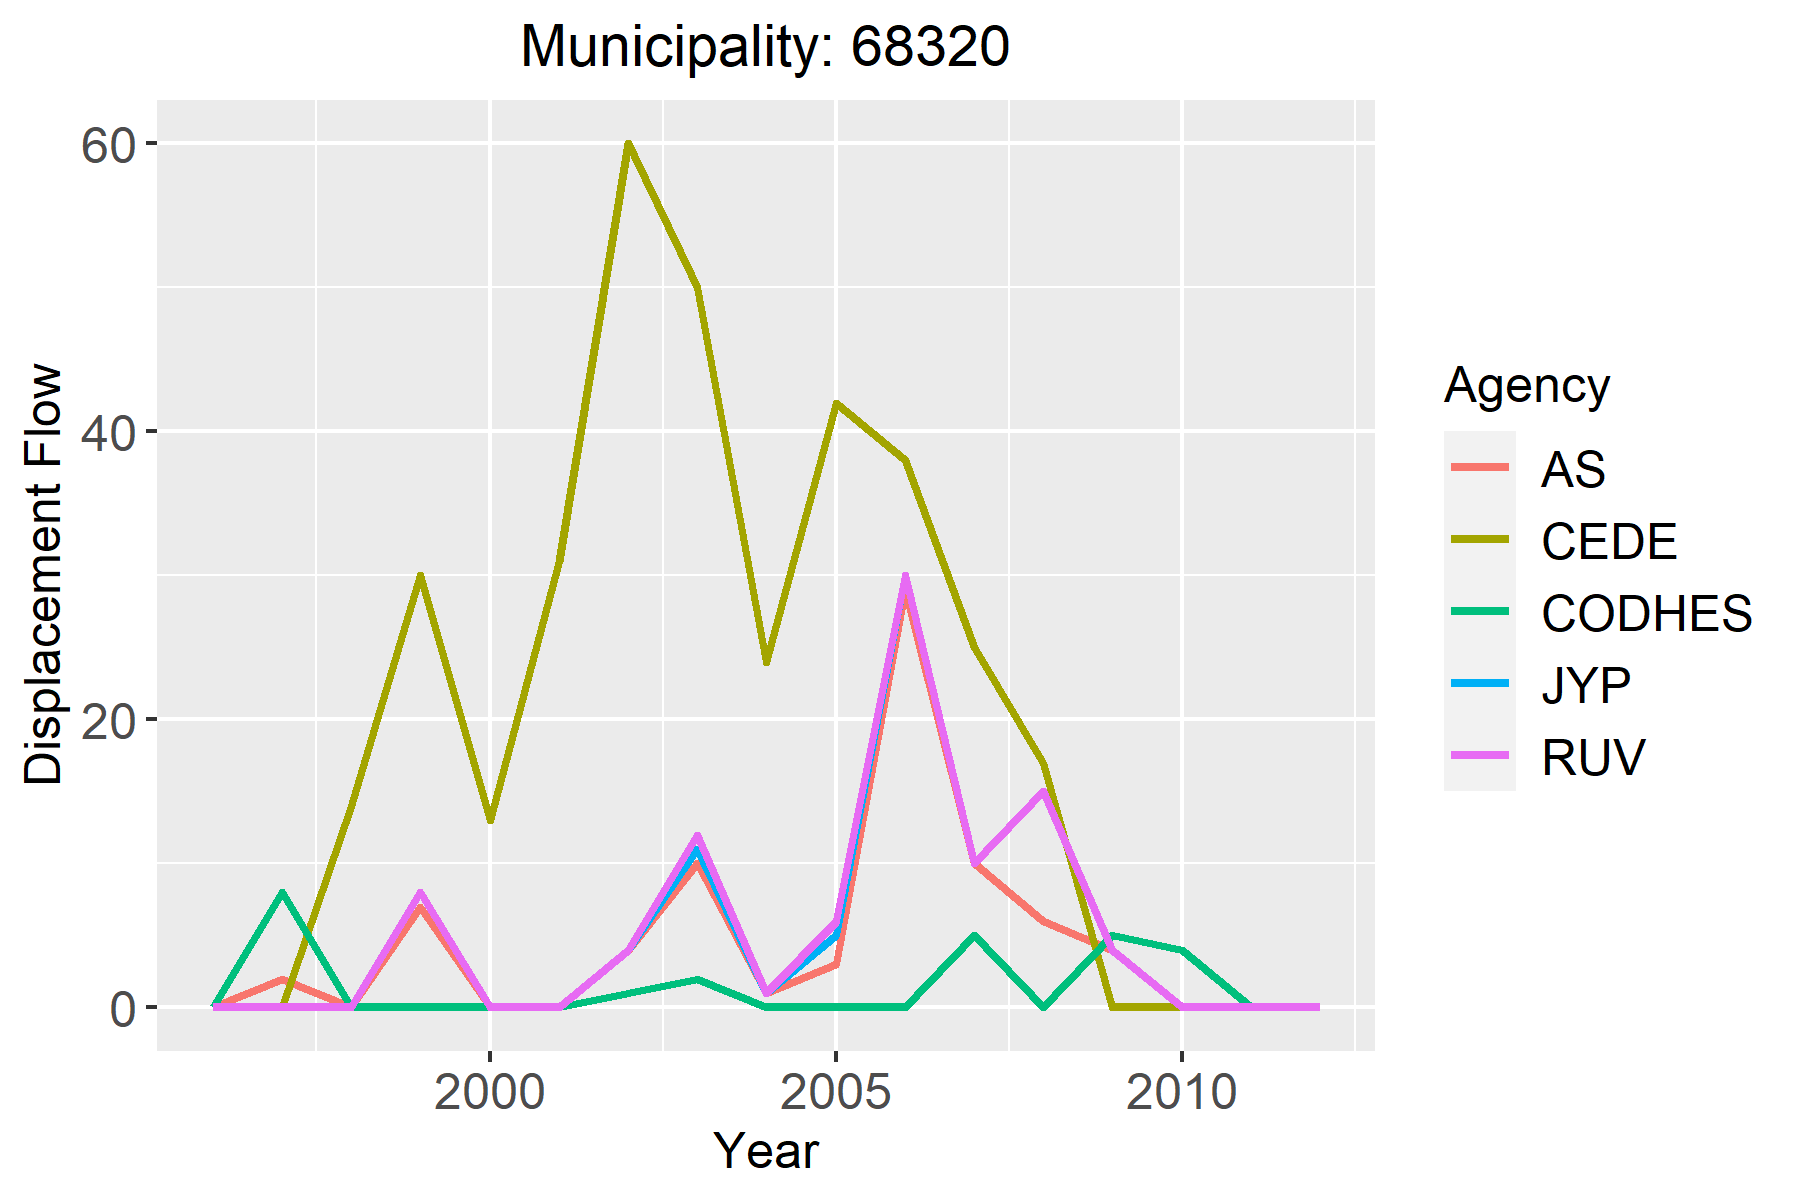 Municipality: 68320
60
40
20
0
Displacement Flow
2000 2005 2010
Year
Agency
AS
CEDE
CODHES
JYP
RUV